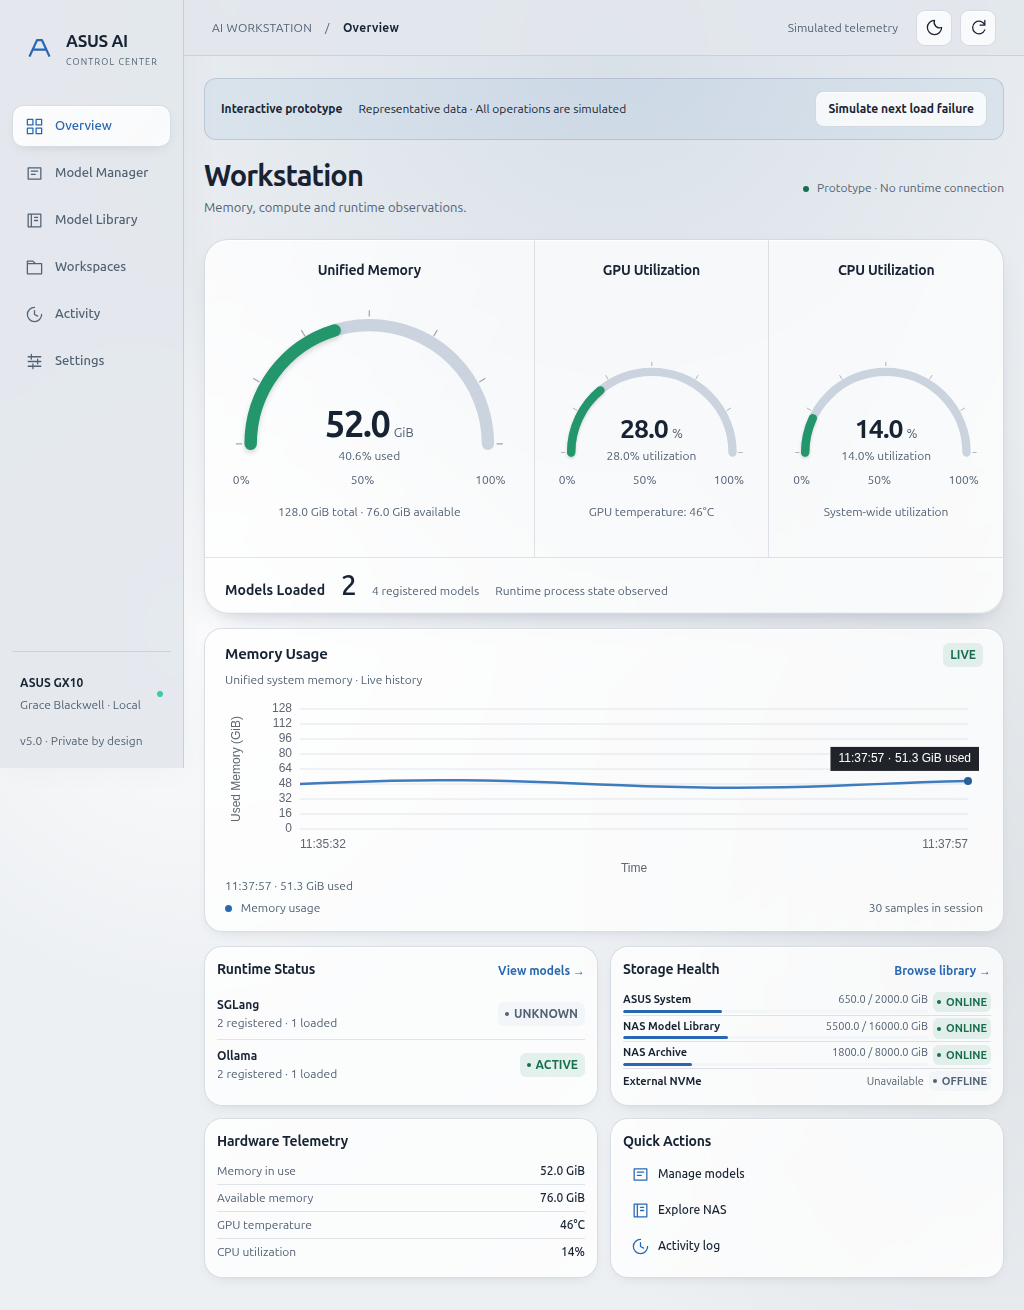 ASUS AI
CONTROL CENTER
Overview
Model Manager
Model Library
Workspaces
Activity
Settings
ASUS GX10
Grace Blackwell · Local
v5.0 · Private by design
AI WORKSTATION / Overview
Simulated telemetry
Interactive prototype Representative data · All operations are simulated
Simulate next load failure
Workstation
Memory, compute and runtime observations.
Prototype · No runtime connection
Unified Memory
52.0 GiB
40.6% used
0% 50% 100%
128.0 GiB total · 76.0 GiB available
GPU Utilization
28.0 %
28.0% utilization
0% 50% 100%
GPU temperature: 46°C
CPU Utilization
14.0 %
14.0% utilization
0% 50% 100%
System-wide utilization
Models Loaded 2 4 registered models Runtime process state observed
Memory Usage
LIVE
Unified system memory · Live history
Used Memory (GiB)
128
112
96
80
64
48
32
16
0
11:37:57 · 51.3 GiB used
11:35:32 11:37:57
Time
11:37:57 · 51.3 GiB used
Memory usage
30 samples in session
Runtime Status
View models →
SGLang
2 registered · 1 loaded
UNKNOWN
Ollama
2 registered · 1 loaded
ACTIVE
Storage Health
Browse library →
ASUS System 650.0 / 2000.0 GiB ONLINE
NAS Model Library 5500.0 / 16000.0 GiB ONLINE
NAS Archive 1800.0 / 8000.0 GiB ONLINE
External NVMe Unavailable OFFLINE
Hardware Telemetry
Memory in use 52.0 GiB
Available memory 76.0 GiB
GPU temperature 46°C
CPU utilization 14%
Quick Actions
Manage models
Explore NAS
Activity log